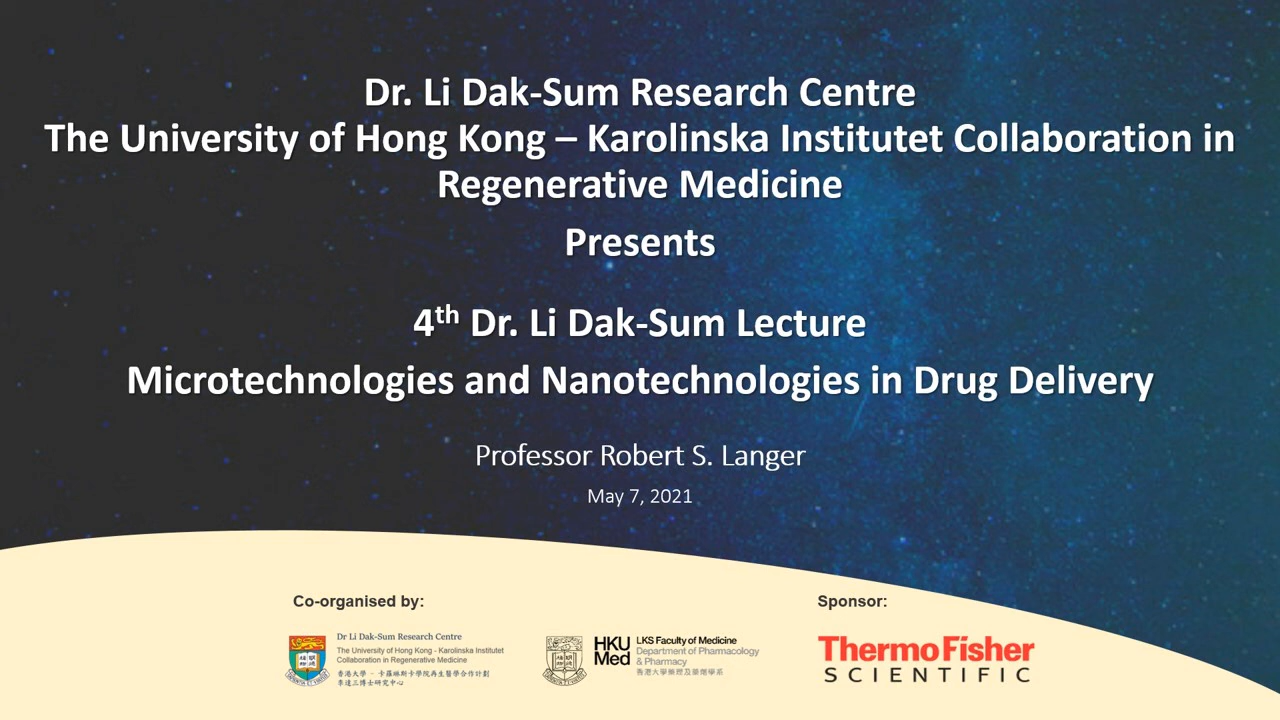 Dr. Li Dak-Sum Research Centre
The University of Hong Kong – Karolinska Institutet Collaboration in
Regenerative Medicine
Presents
4th Dr. Li Dak-Sum Lecture
Microtechnologies and Nanotechnologies in Drug Delivery
Professor Robert S. Langer
May 7, 2021
Co-organised by:
Dr Li Dak-Sum Research Centre
The University of Hong Kong - Karolinska Institutet
Collaboration in Regenerative Medicine
香港大學 - 卡羅琳斯卡學院再生醫學合作計劃
李達三博士研究中心
HKU
Med
LKS Faculty of Medicine
Department of Pharmacology
& Pharmacy
香港大學藥理及藥劑學系
Sponsor:
ThermoFisher
SCIENTIFIC